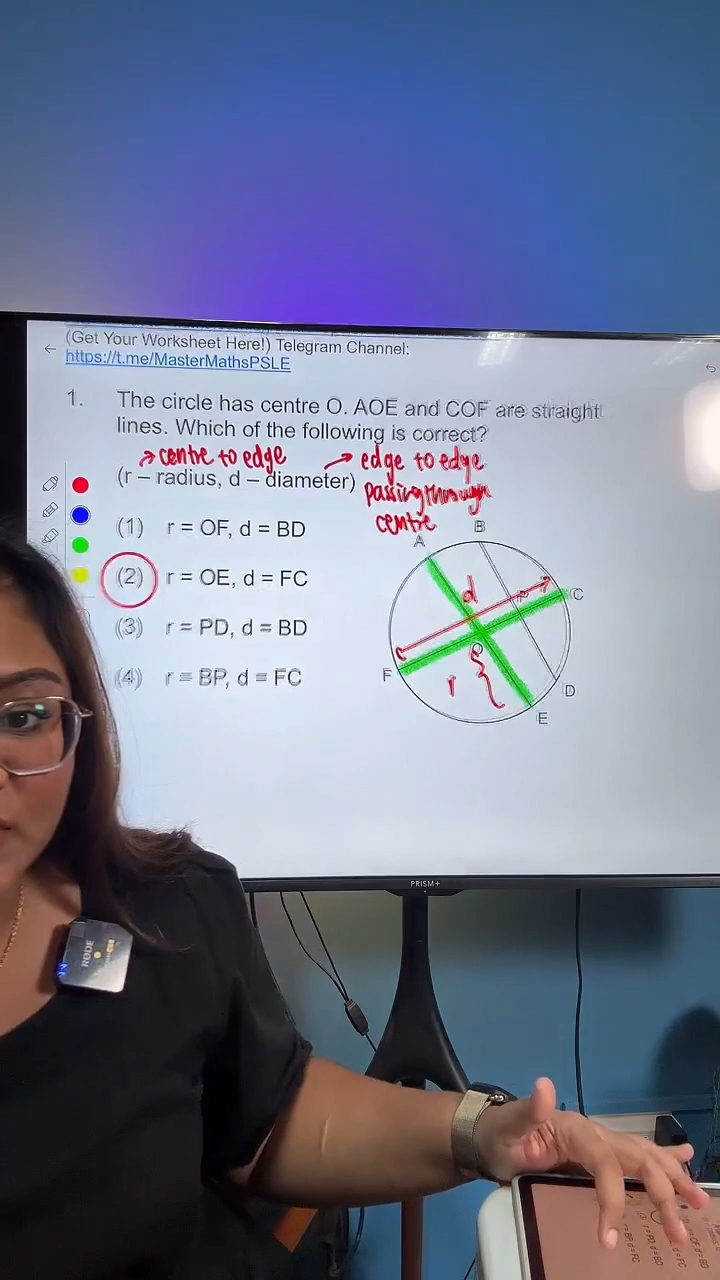 (Get Your Worksheet Here!) Telegram Channel:
https://t.me/MasterMathsPSLE
1. The circle has centre O. AOE and COF are straight
lines. Which of the following is correct?
centre to edge
edge to edge
(r – radius, d – diameter)
passing through
centre
(1) r = OF, d = BD
(2) r = OE, d = FC
(3) r = PD, d = BD
(4) r = BP, d = FC
A
B
d
P
C
O
F
r
D
E
PRISM+
RØDE